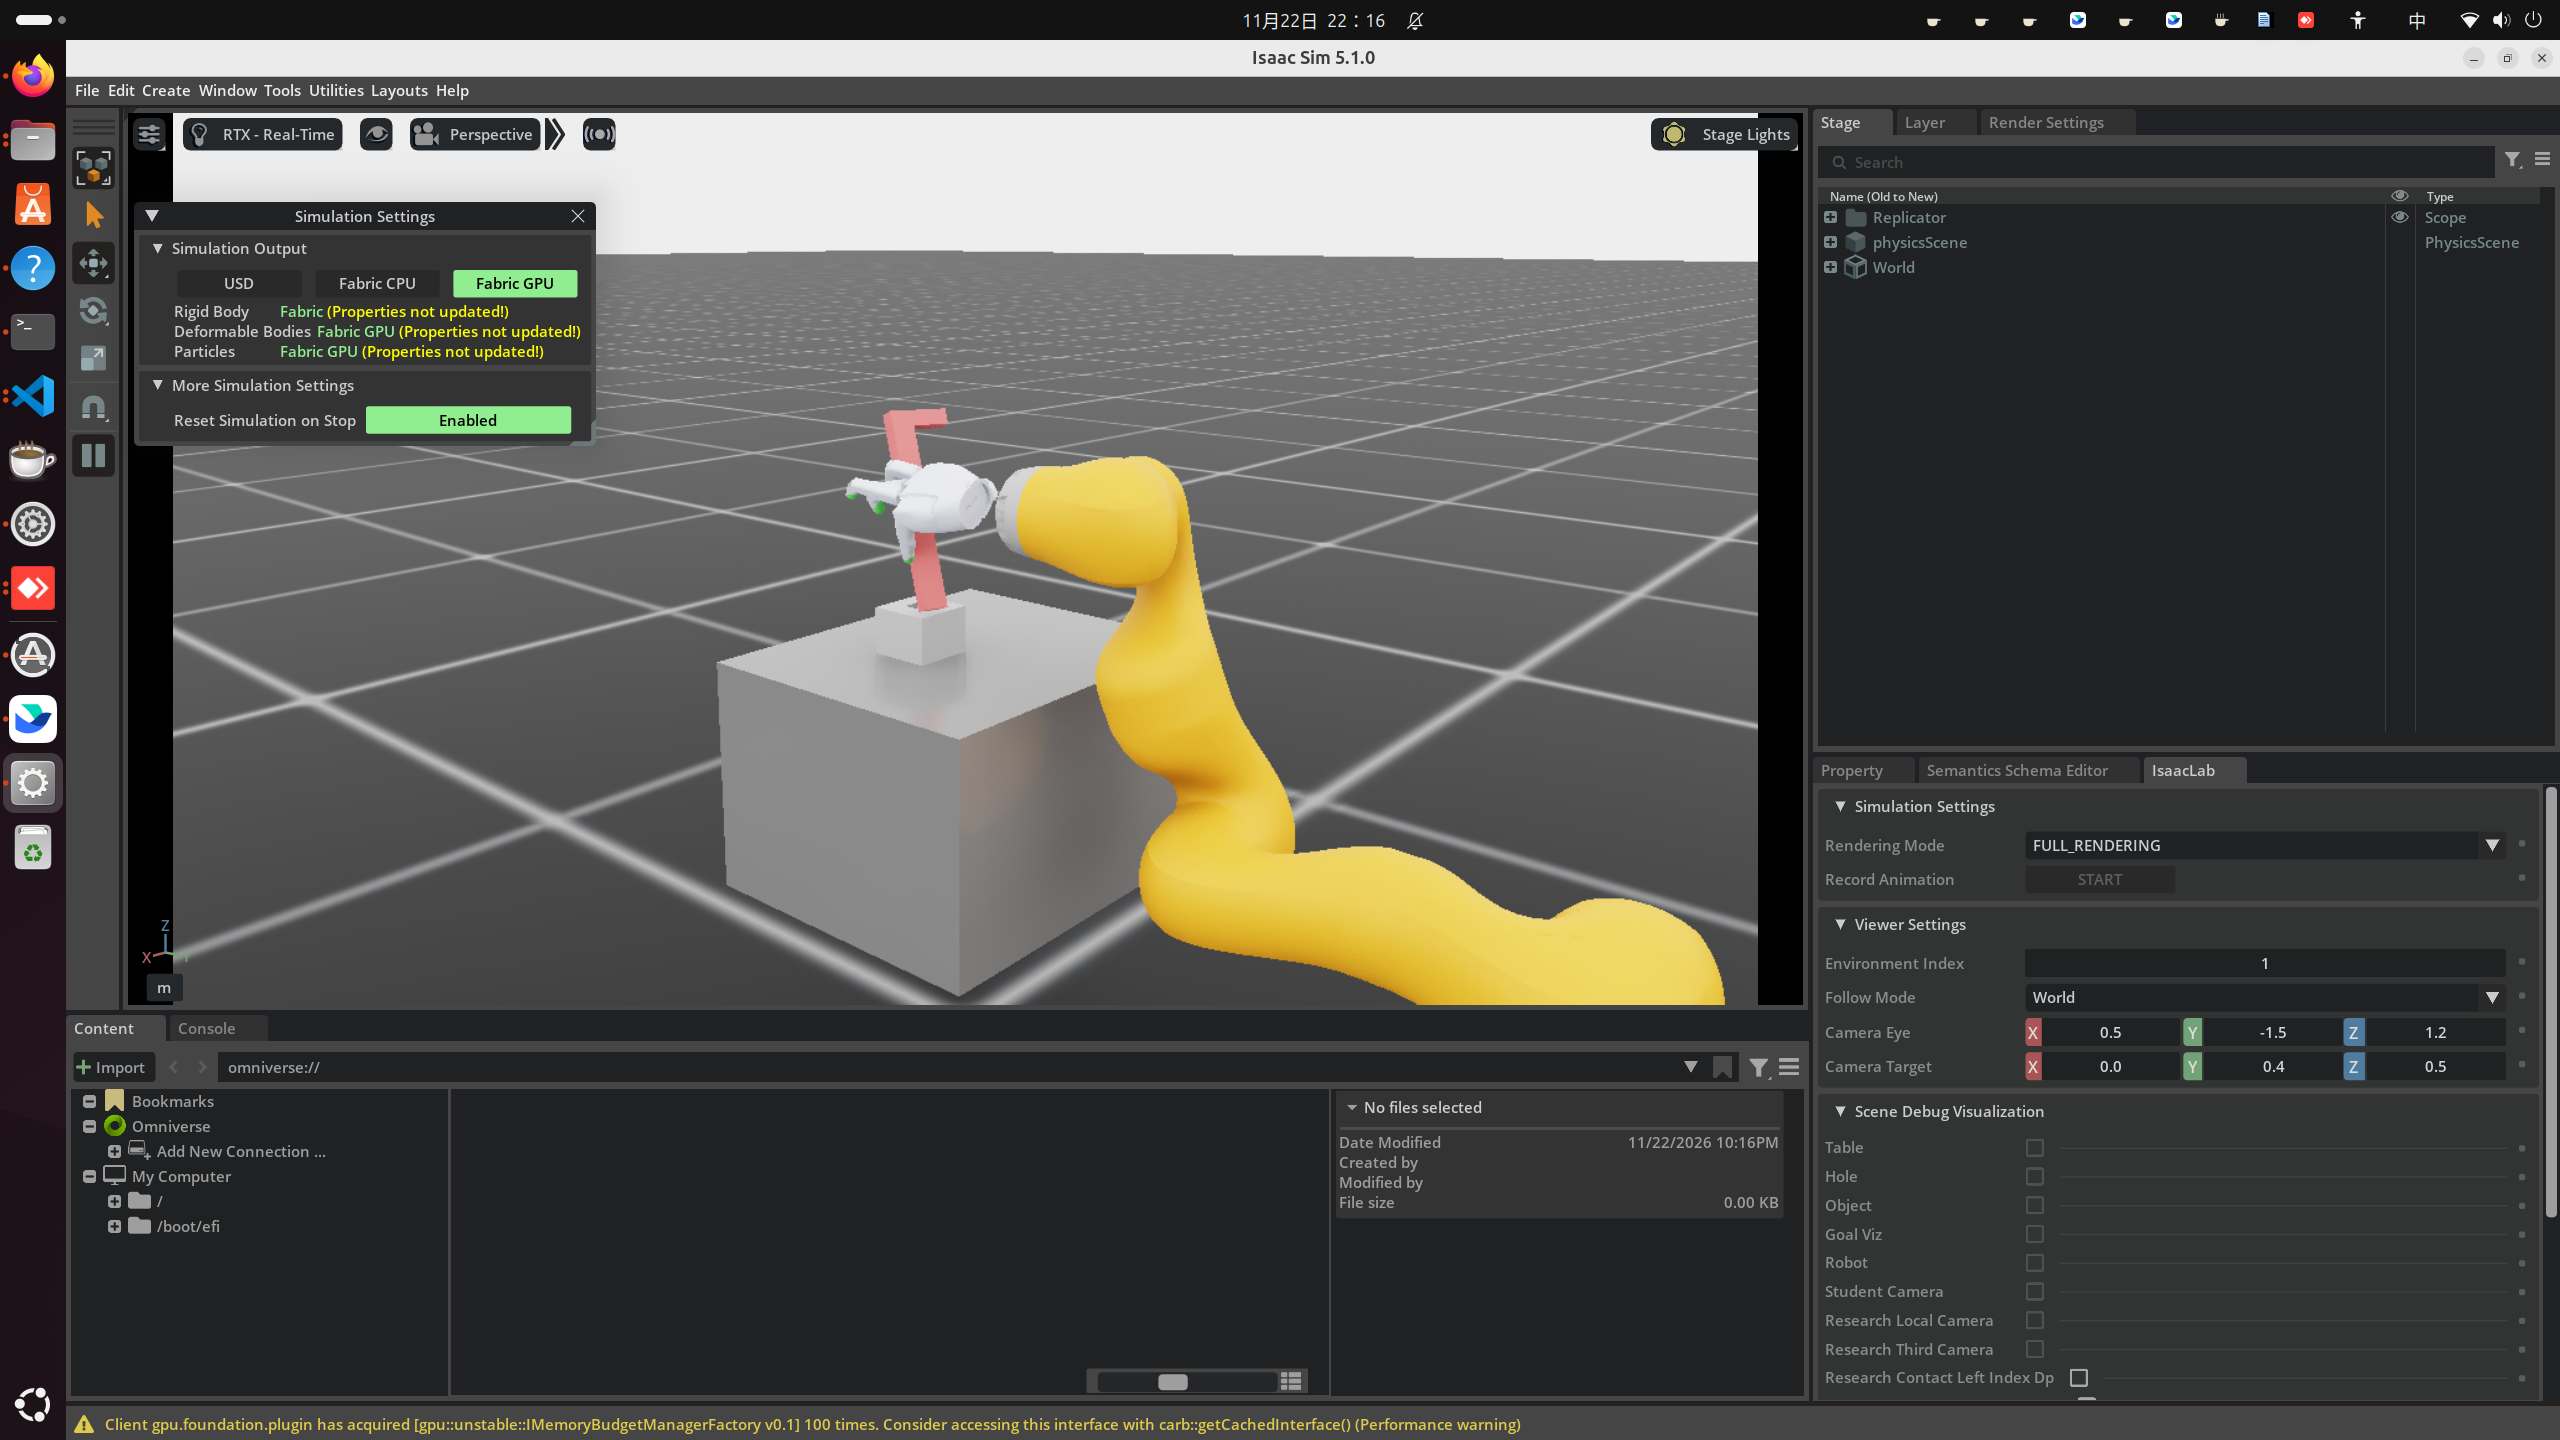 11月22日 22：16
中
Isaac Sim 5.1.0
File Edit Create Window Tools Utilities Layouts Help
RTX - Real-Time
Perspective
Stage Lights
Simulation Settings
Simulation Output
USD Fabric CPU Fabric GPU
Rigid Body Fabric (Properties not updated!)
Deformable Bodies Fabric GPU (Properties not updated!)
Particles Fabric GPU (Properties not updated!)
More Simulation Settings
Reset Simulation on Stop Enabled
Z
X Y
m
Stage Layer Render Settings
Search
Name (Old to New) Type
Replicator Scope
physicsScene PhysicsScene
World
Property Semantics Schema Editor IsaacLab
Simulation Settings
Rendering Mode FULL_RENDERING
Record Animation START
Viewer Settings
Environment Index 1
Follow Mode World
Camera Eye X 0.5 Y -1.5 Z 1.2
Camera Target X 0.0 Y 0.4 Z 0.5
Scene Debug Visualization
Table
Hole
Object
Goal Viz
Robot
Student Camera
Research Local Camera
Research Third Camera
Research Contact Left Index Dp
Content Console
Import omniverse://
Bookmarks
Omniverse
Add New Connection ...
My Computer
/
/boot/efi
No files selected
Date Modified 11/22/2026 10:16PM
Created by
Modified by
File size 0.00 KB
Client gpu.foundation.plugin has acquired [gpu::unstable::IMemoryBudgetManagerFactory v0.1] 100 times. Consider accessing this interface with carb::getCachedInterface() (Performance warning)